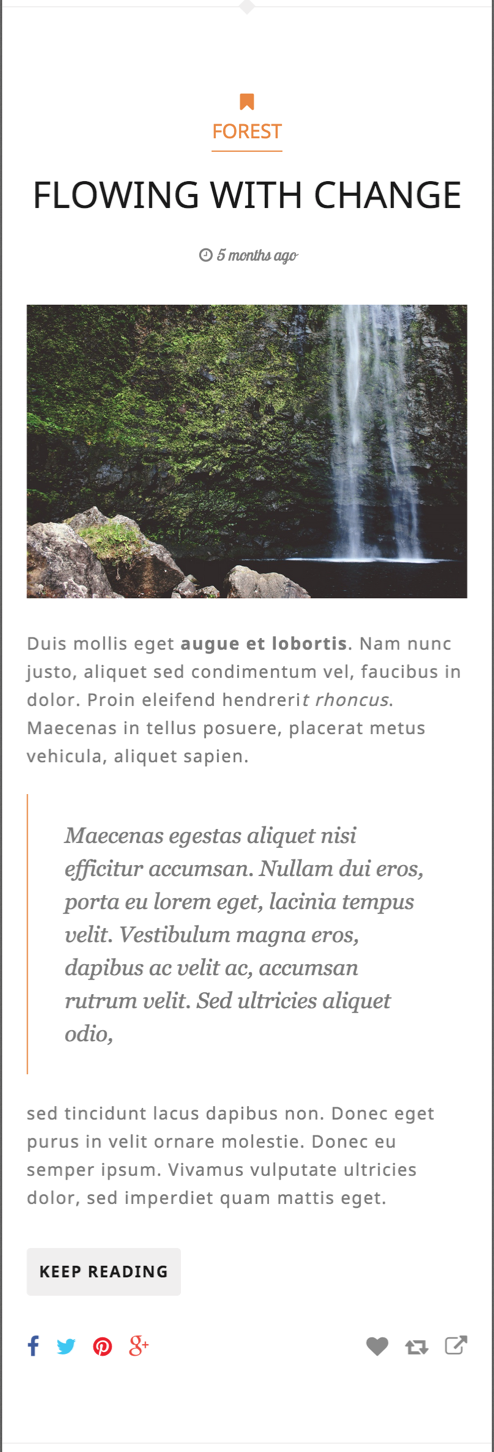 FOREST
FLOWING WITH CHANGE
5 months ago
Duis mollis eget augue et lobortis. Nam nunc
justo, aliquet sed condimentum vel, faucibus in
dolor. Proin eleifend hendrerit rhoncus.
Maecenas in tellus posuere, placerat metus
vehicula, aliquet sapien.
Maecenas egestas aliquet nisi
efficitur accumsan. Nullam dui eros,
porta eu lorem eget, lacinia tempus
velit. Vestibulum magna eros,
dapibus ac velit ac, accumsan
rutrum velit. Sed ultricies aliquet
odio,
sed tincidunt lacus dapibus non. Donec eget
purus in velit ornare molestie. Donec eu
semper ipsum. Vivamus vulputate ultricies
dolor, sed imperdiet quam mattis eget.
KEEP READING